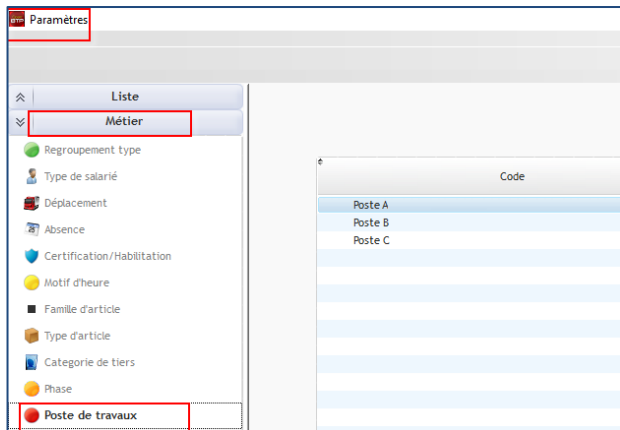 BTP Paramètres
Liste
Métier
Regroupement type
Type de salarié
Déplacement
Absence
Certification/Habilitation
Motif d'heure
Famille d'article
Type d'article
Categorie de tiers
Phase
Poste de travaux
Code
Poste A
Poste B
Poste C